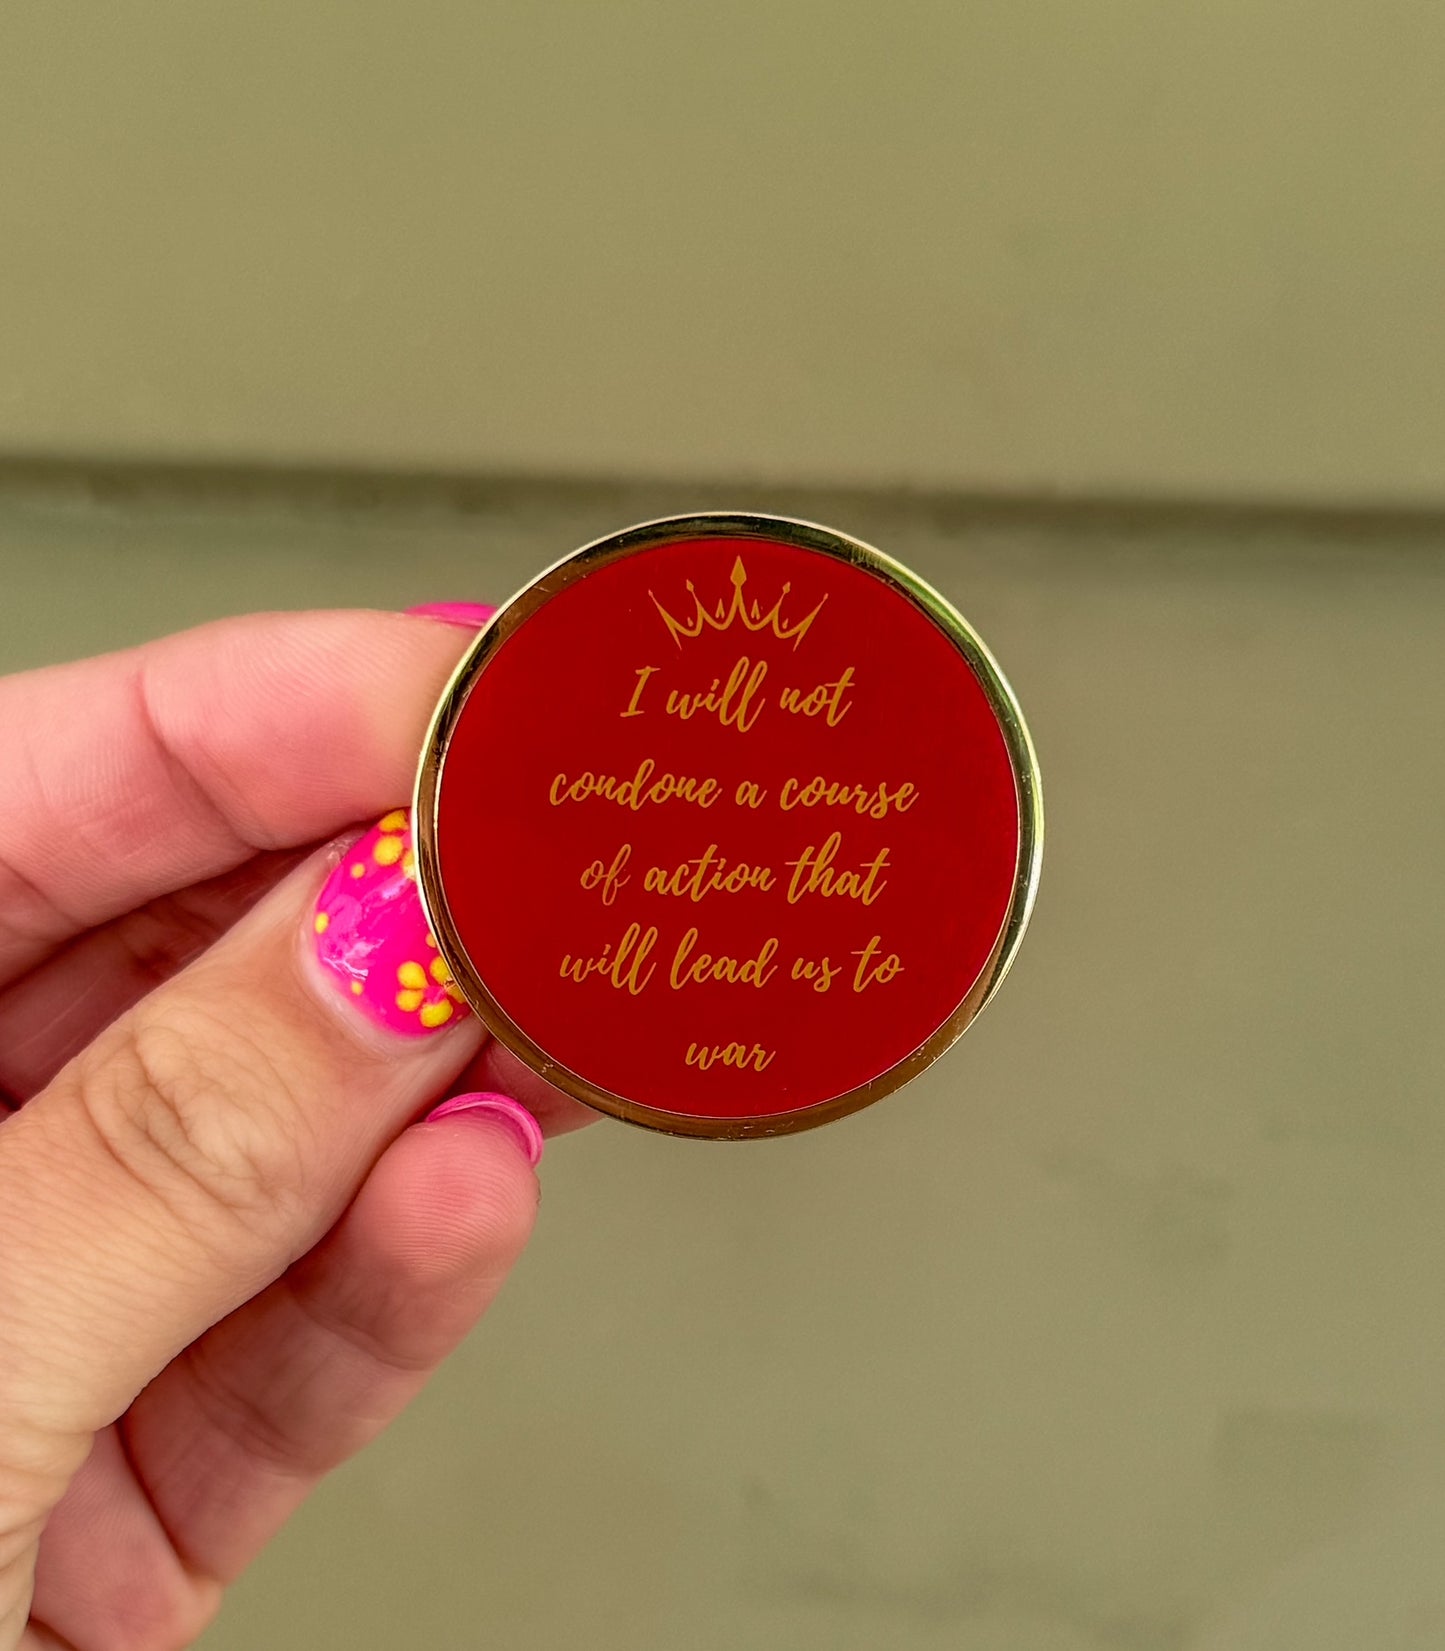 I will not
condone a course
of action that
will lead us to
war